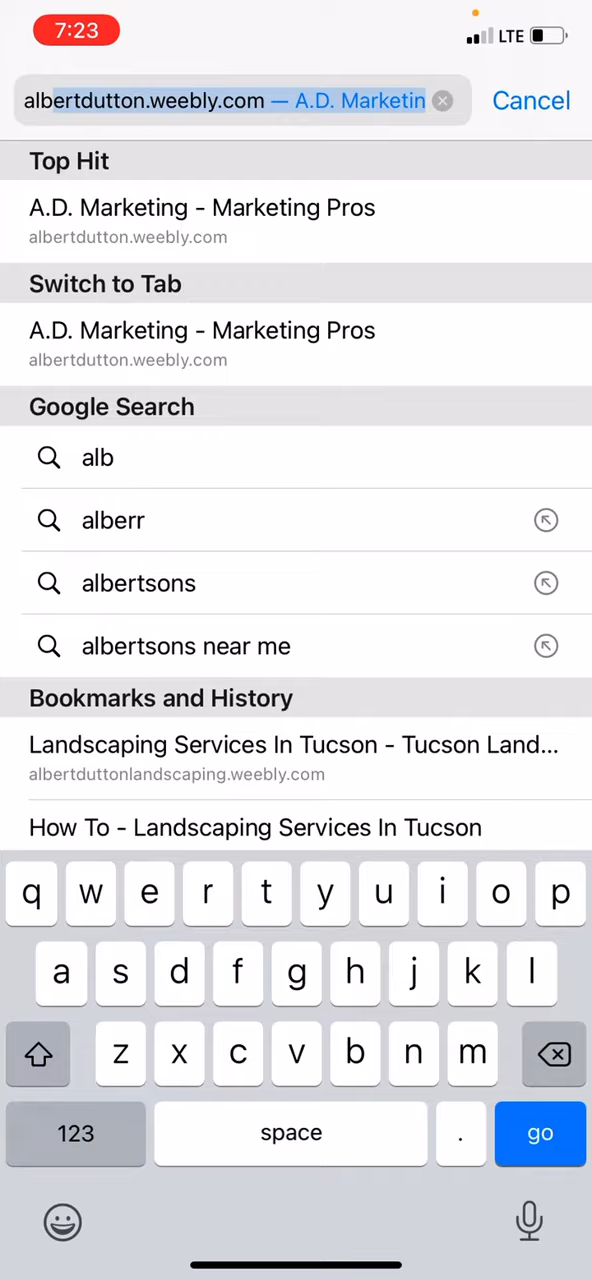 7:23
LTE
albertdutton.weebly.com — A.D. Marketin
Cancel
Top Hit
A.D. Marketing - Marketing Pros
albertdutton.weebly.com
Switch to Tab
A.D. Marketing - Marketing Pros
albertdutton.weebly.com
Google Search
alb
alberr
albertsons
albertsons near me
Bookmarks and History
Landscaping Services In Tucson - Tucson Land...
albertduttonlandscaping.weebly.com
How To - Landscaping Services In Tucson
q w e r t y u i o p
a s d f g h j k l
z x c v b n m
123 space . go